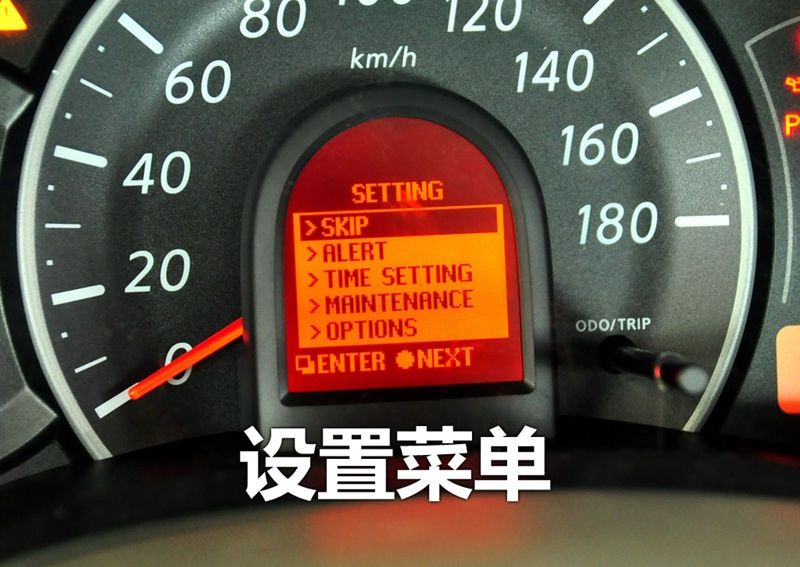 80
120
km/h
60
140
40
160
SETTING
180
>SKIP
>ALERT
20
>TIME SETTING
>MAINTENANCE
>OPTIONS
ODO/TRIP
0
ENTER NEXT
设置菜单